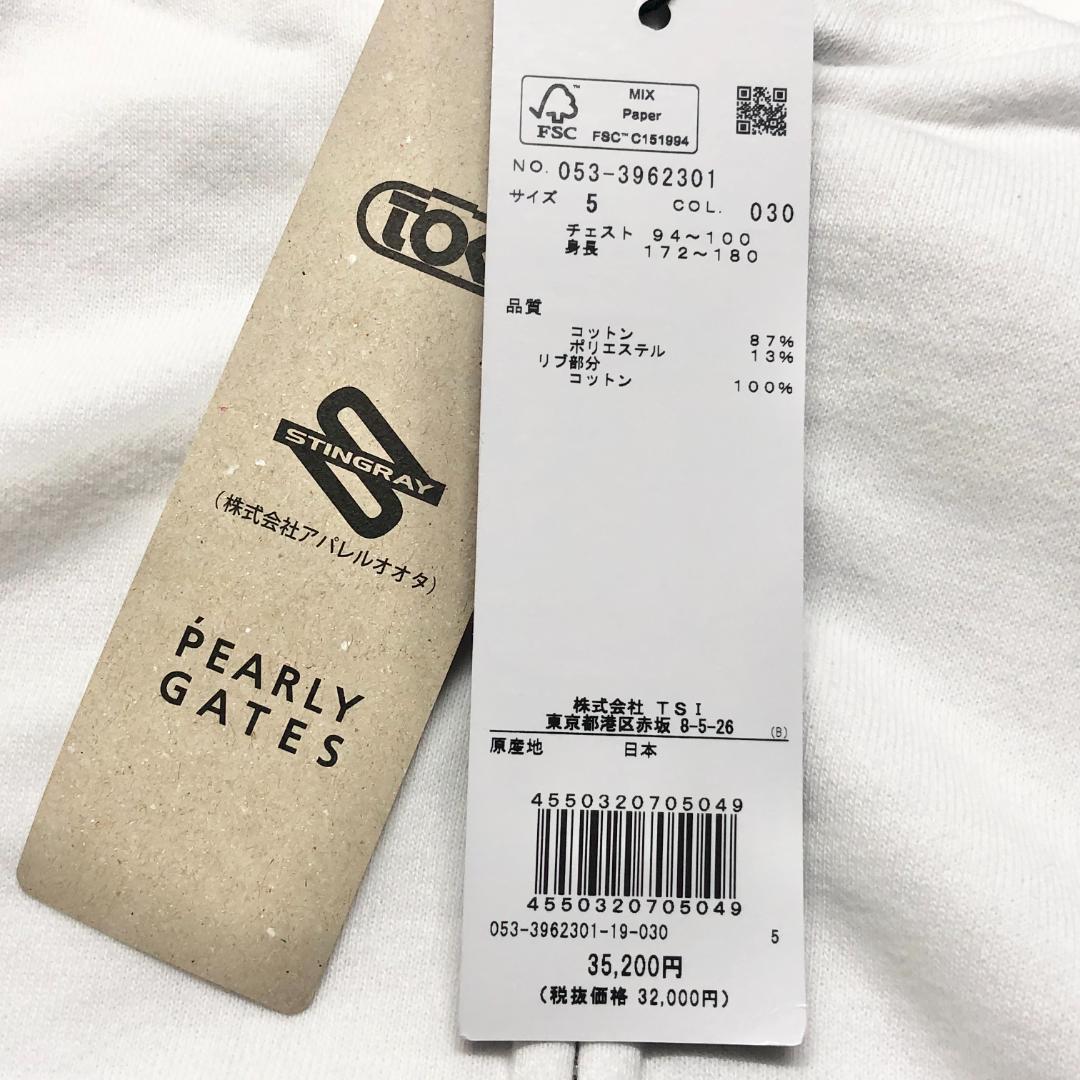 STINGRAY
(株式会社アパレルオオタ)
PEARLY
GATES
MIX
Paper
FSC™ C151994
FSC
NO. 053-3962301
サイズ 5 COL. 030
チェスト 94～100
身長 172～180
品質
コットン 87%
ポリエステル 13%
リブ部分
コットン 100%
株式会社 TSI
東京都港区赤坂 8-5-26 (B)
原産地 日本
4550320705049
4550320705049
053-3962301-19-030 5
35,200円
(税抜価格 32,000円)